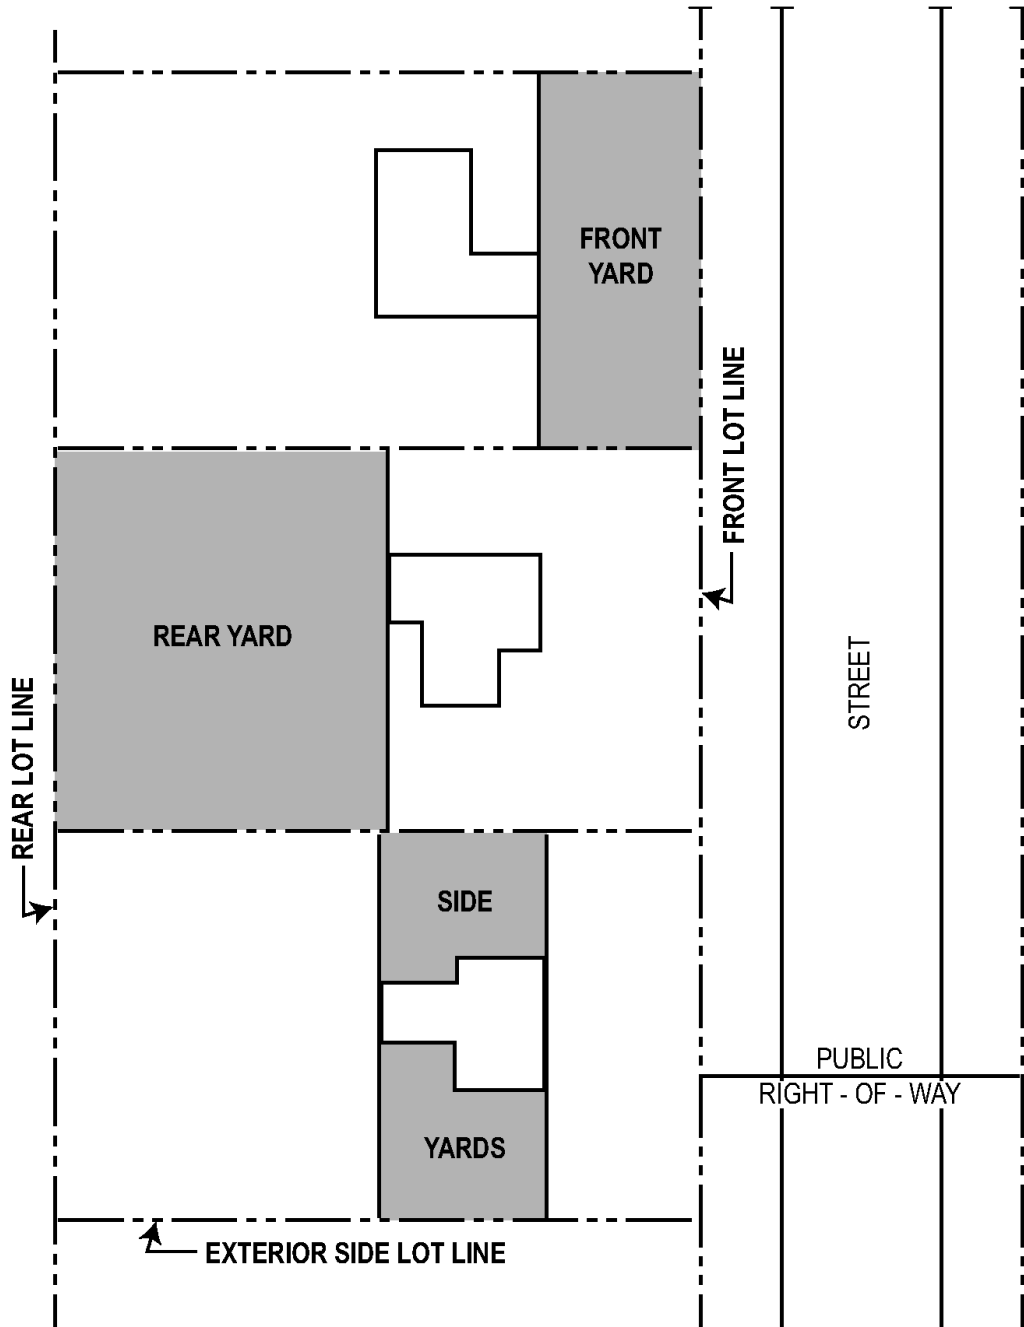 FRONT
YARD
FRONT LOT LINE
REAR YARD
STREET
REAR LOT LINE
SIDE
PUBLIC
RIGHT - OF - WAY
YARDS
EXTERIOR SIDE LOT LINE